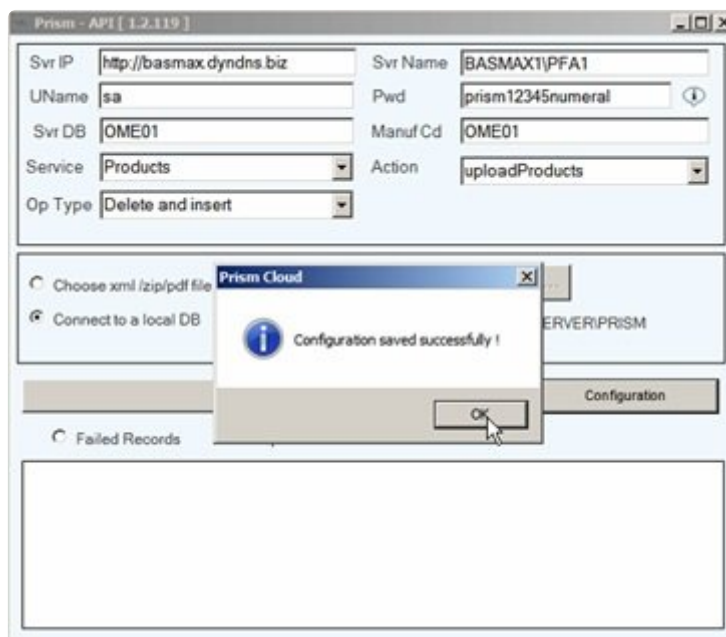 Prism - API [ 1.2.119 ]
Svr IP http://basmax.dyndns.biz Svr Name BASMAX1\PFA1
UName sa Pwd prism12345numeral
Svr DB OME01 Manuf Cd OME01
Service Products Action uploadProducts
Op Type Delete and insert
Prism Cloud
Choose xml /zip/pdf file ...
Connect to a local DB ERVER\PRISM
Configuration saved successfully !
Configuration
OK
Failed Records